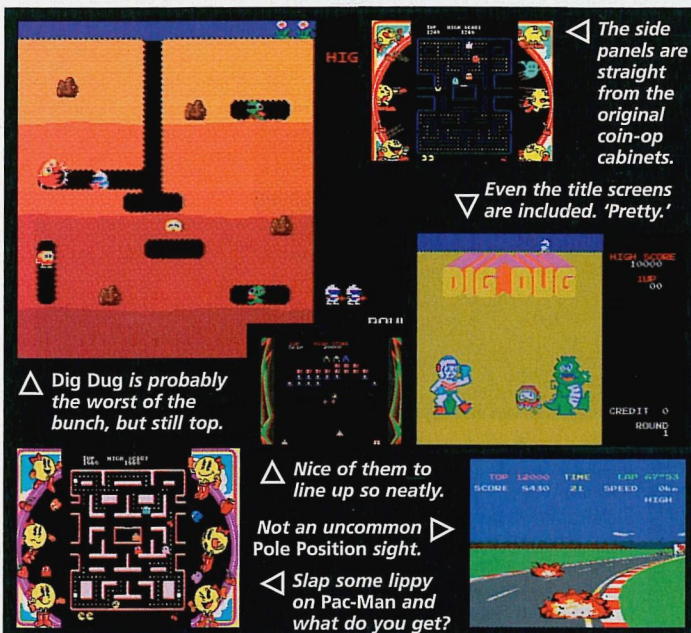 HIG
1UP HIGH SCORE
The side
panels are
straight
from the
original
coin-op
cabinets.
Even the title screens
are included. 'Pretty.'
DIG DUG
HIGH SCORE
10000
1UP
00
CREDIT 0
ROUND
1
Dig Dug is probably
the worst of the
bunch, but still top.
Nice of them to
line up so neatly.
Not an uncommon
Pole Position sight.
Slap some lippy
on Pac-Man and
what do you get?
HIGH SCORE
TOP 12000 TIME LAP 67"53
SCORE 5430 21 SPEED 0km
HIGH